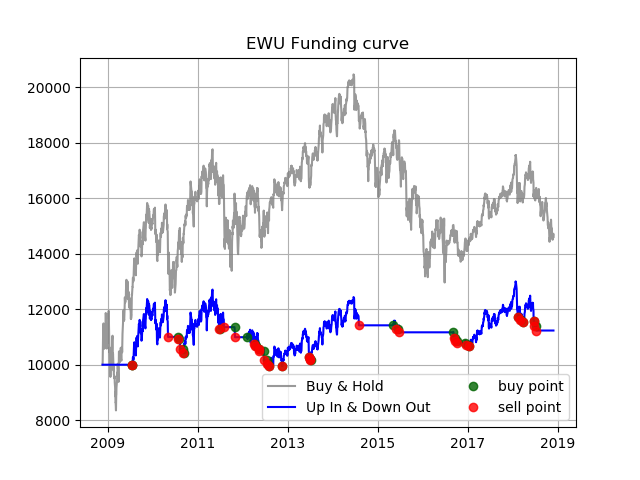 EWU Funding curve
20000
18000
16000
14000
12000
10000
8000
2009 2011 2013 2015 2017 2019
Buy & Hold
Up In & Down Out
buy point
sell point